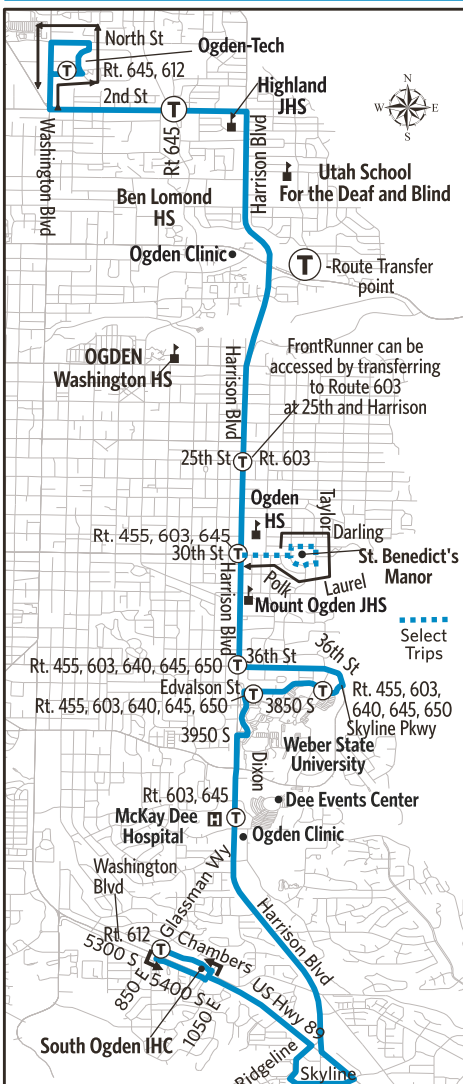 North St
Ogden-Tech
Rt. 645, 612
2nd St
T
T
Rt 645
Washington Blvd
Highland
JHS
Harrison Blvd
N
W
E
S
Utah School
For the Deaf and Blind
Ben Lomond
HS
Ogden Clinic
T
-Route Transfer
point
OGDEN
Washington HS
Harrison Blvd
FrontRunner can be
accessed by transferring
to Route 603
at 25th and Harrison
25th St
T
Rt. 603
Ogden
HS
Taylor
Darling
Rt. 455, 603, 645
30th St
T
St. Benedict's
Manor
Polk
Laurel
Harrison Blvd
Mount Ogden JHS
Select
Trips
36th St
36th St
Rt. 455, 603, 640, 645, 650
T
Edvalson St
Rt. 455, 603, 640, 645, 650
T
3850 S
T
Rt. 455, 603,
640, 645, 650
Skyline Pkwy
3950 S
Weber State
University
Dixon
Rt. 603, 645
Dee Events Center
McKay Dee
Hospital
H
T
Ogden Clinic
Washington
Blvd
Glassman Wy
Harrison Blvd
Rt. 612
T
Chambers
5300 S
850 E
5400 S
E
1050 E
US Hwy 89
South Ogden IHC
Ridgeline
Skyline